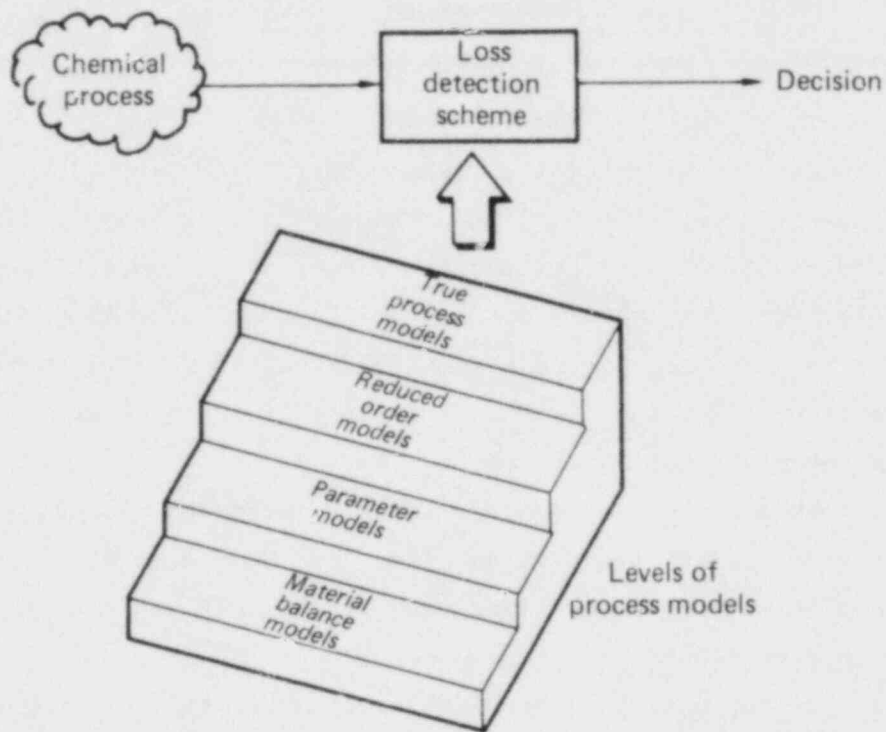 Chemical
process
Loss
detection
scheme
Decision
True
process
models
Reduced
order
models
Parameter
models
Material
balance
models
Levels of
process models